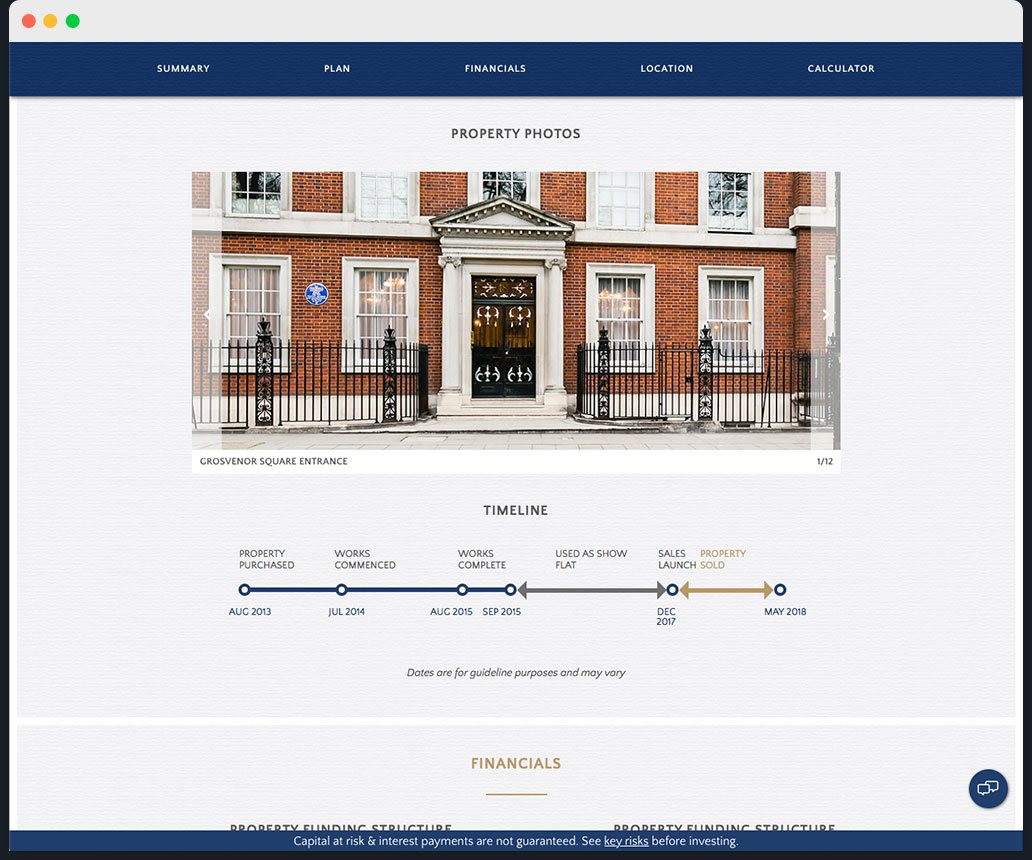 SUMMARY PLAN FINANCIALS LOCATION CALCULATOR
PROPERTY PHOTOS
GROSVENOR SQUARE ENTRANCE 1/12
TIMELINE
PROPERTY WORKS WORKS USED AS SHOW SALES PROPERTY
PURCHASED COMMENCED COMPLETE FLAT LAUNCH SOLD
AUG 2013 JUL 2014 AUG 2015 SEP 2015 DEC MAY 2018
2017
Dates are for guideline purposes and may vary
FINANCIALS
PROPERTY FUNDING STRUCTURE PROPERTY FUNDING STRUCTURE
Capital at risk & interest payments are not guaranteed. See key risks before investing.